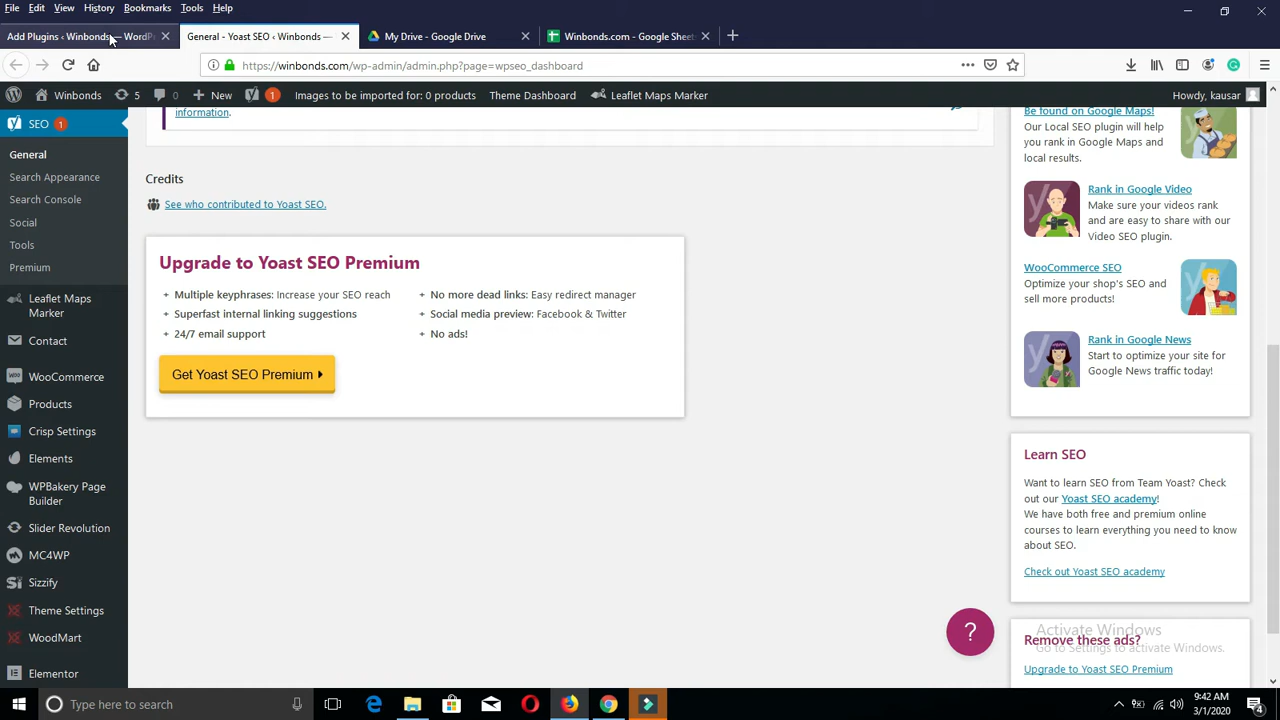 File Edit View History Bookmarks Tools Help
Add Plugins ‹ Winbonds — WordP
General - Yoast SEO ‹ Winbonds —
My Drive - Google Drive
Winbonds.com - Google Sheet
https://winbonds.com/wp-admin/admin.php?page=wpseo_dashboard
Winbonds 5 0 New 1 Images to be imported for: 0 products Theme Dashboard Leaflet Maps Marker Howdy, kausar
SEO 1
General
Search Appearance
Search Console
Social
Tools
Premium
Leaflet Maps
Marker
Contact
WooCommerce
Products
Crisp Settings
Elements
WPBakery Page
Builder
Slider Revolution
MC4WP
Sizzify
Theme Settings
WoodMart
Elementor
information.
Credits
See who contributed to Yoast SEO.
Upgrade to Yoast SEO Premium
+ Multiple keyphrases: Increase your SEO reach
+ Superfast internal linking suggestions
+ 24/7 email support
+ No more dead links: Easy redirect manager
+ Social media preview: Facebook & Twitter
+ No ads!
Get Yoast SEO Premium
Be found on Google Maps!
Our Local SEO plugin will help
you rank in Google Maps and
local results.
Rank in Google Video
Make sure your videos rank
and are easy to share with our
Video SEO plugin.
WooCommerce SEO
Optimize your shop's SEO and
sell more products!
Rank in Google News
Start to optimize your site for
Google News traffic today!
Learn SEO
Want to learn SEO from Team Yoast? Check
out our Yoast SEO academy!
We have both free and premium online
courses to learn everything you need to know
about SEO.
Check out Yoast SEO academy
?
Activate Windows
Go to Settings to activate Windows.
Remove these ads?
Upgrade to Yoast SEO Premium
Type here to search
9:42 AM
3/1/2020
4